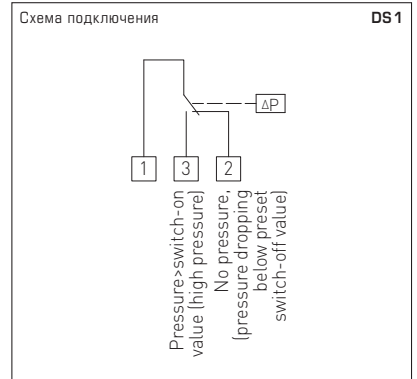 Схема подключения
DS1
ΔP
1
3
2
Pressure>switch-on
value (high pressure)
No pressure,
(pressure dropping
below preset
switch-off value)